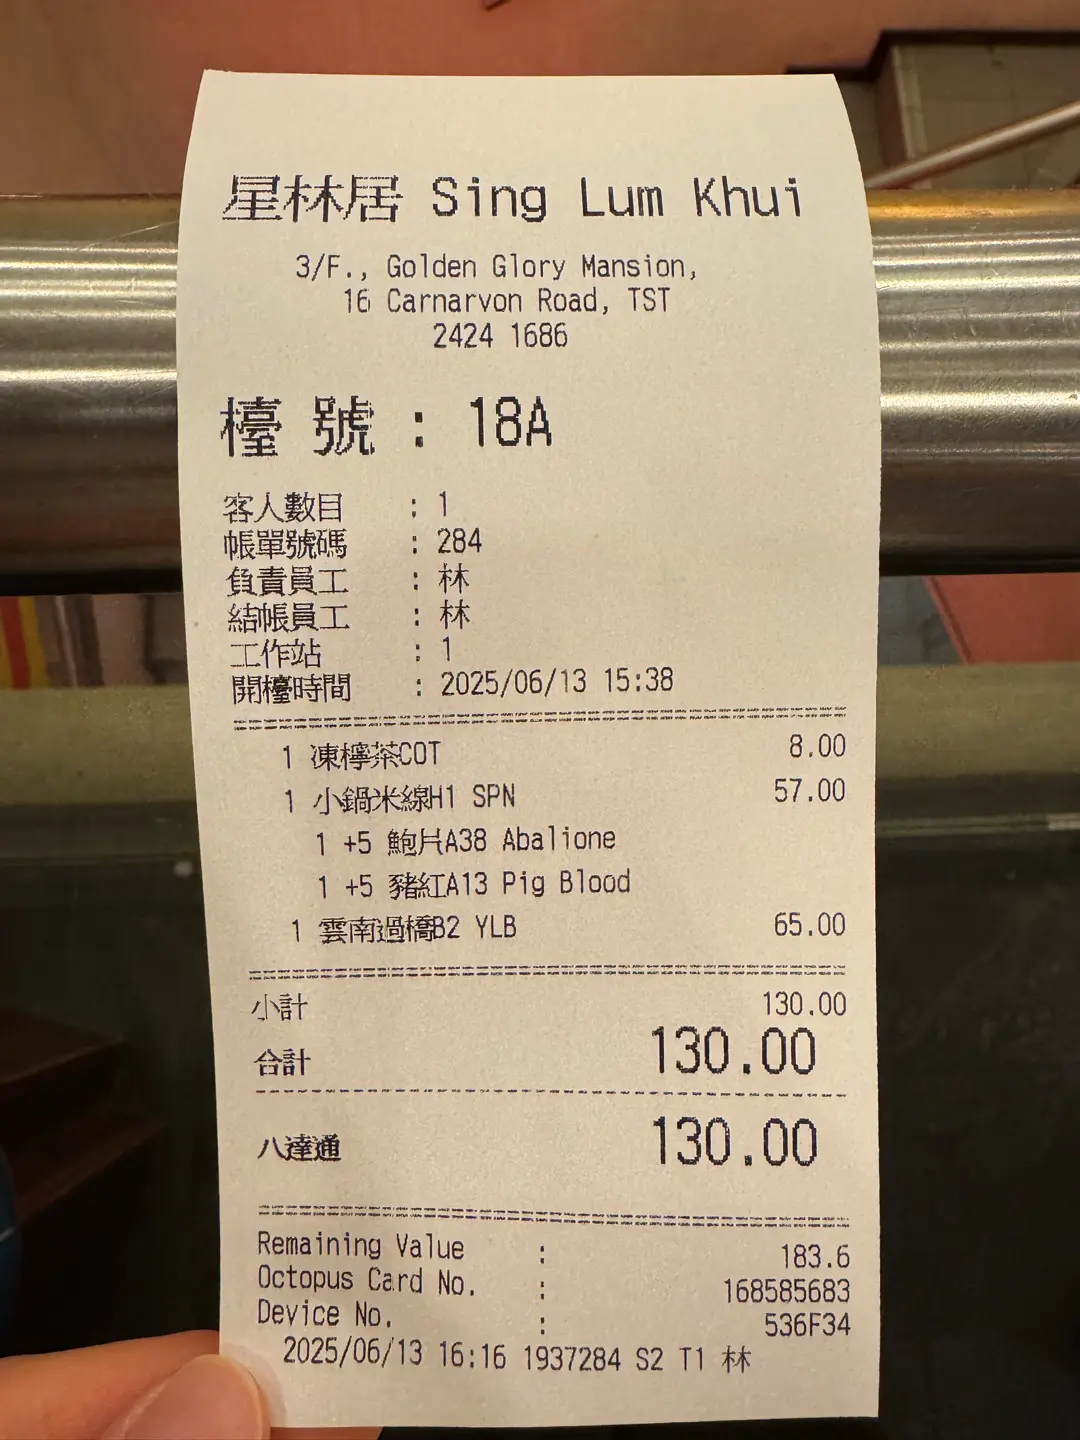 星林居 Sing Lum Khui
3/F., Golden Glory Mansion,
16 Carnarvon Road, TST
2424 1686
檯 號 : 18A
客人數目 : 1
帳單號碼 : 284
負責員工 : 林
結帳員工 : 林
工作站 : 1
開檯時間 : 2025/06/13 15:38
1 凍檸茶COT 8.00
1 小鍋米線H1 SPN 57.00
1 +5 鮑片A38 Abalione
1 +5 豬紅A13 Pig Blood
1 雲南過橋B2 YLB 65.00
小計 130.00
合計 130.00
八達通 130.00
Remaining Value : 183.6
Octopus Card No. : 168585683
Device No. : 536F34
2025/06/13 16:16 1937284 S2 T1 林